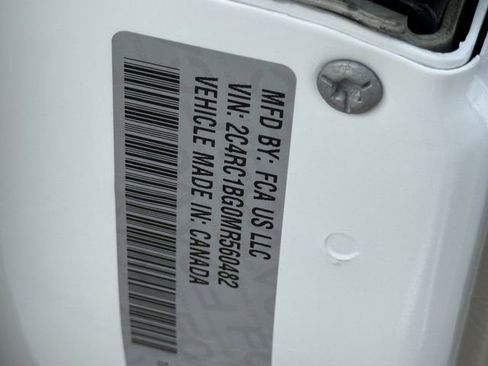 MFD BY: FCA US LLC
VIN: 2C4RC1BG0MR560482
VEHICLE MADE IN: CANADA